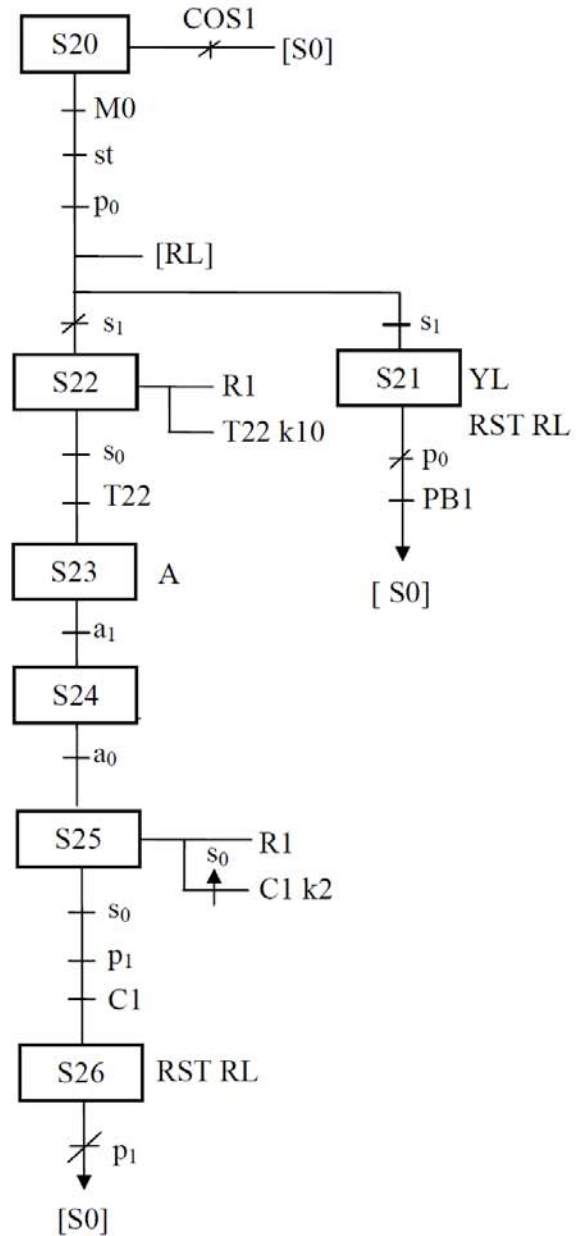 COS1
S20 [S0]
M0
st
p₀
[RL]
s₁ s₁
S22 R1 S21 YL
T22 k10 RST RL
s₀ p₀
T22 PB1
S23 A [ S0]
a₁
S24
a₀
S25 R1
s₀ C1 k2
s₀
p₁
C1
S26 RST RL
p₁
[S0]